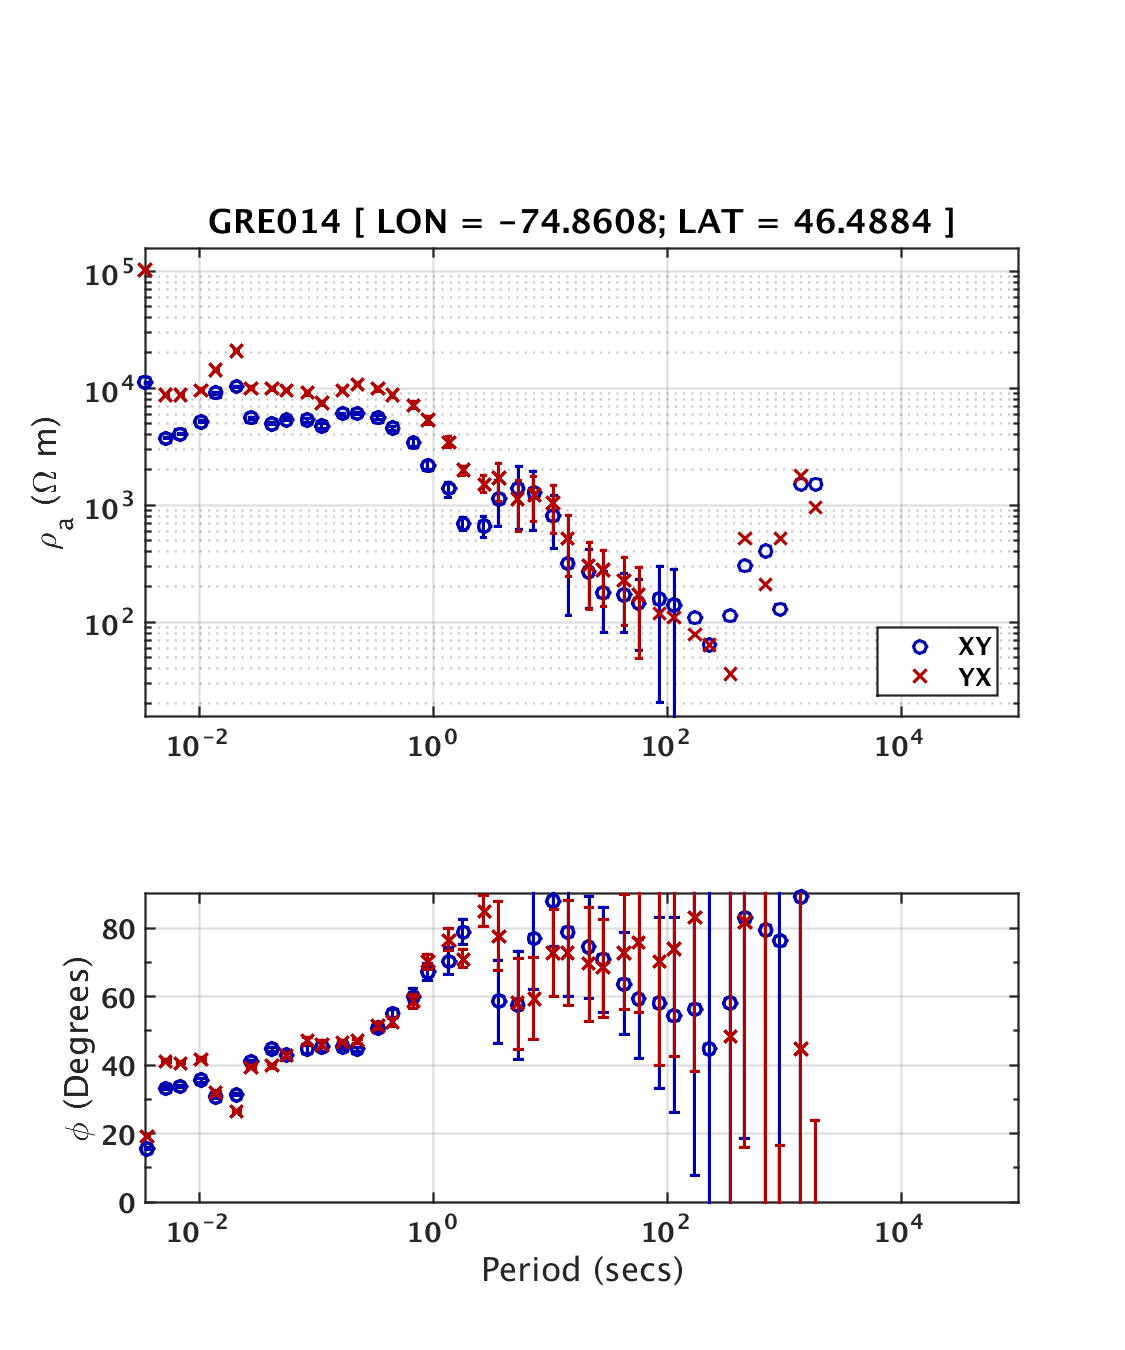 GRE014 [ LON = -74.8608; LAT = 46.4884 ]
ρa (Ω m)
10^5
10^4
10^3
10^2
XY
YX
10^-2 10^0 10^2 10^4
φ (Degrees)
80
60
40
20
0
10^-2 10^0 10^2 10^4
Period (secs)